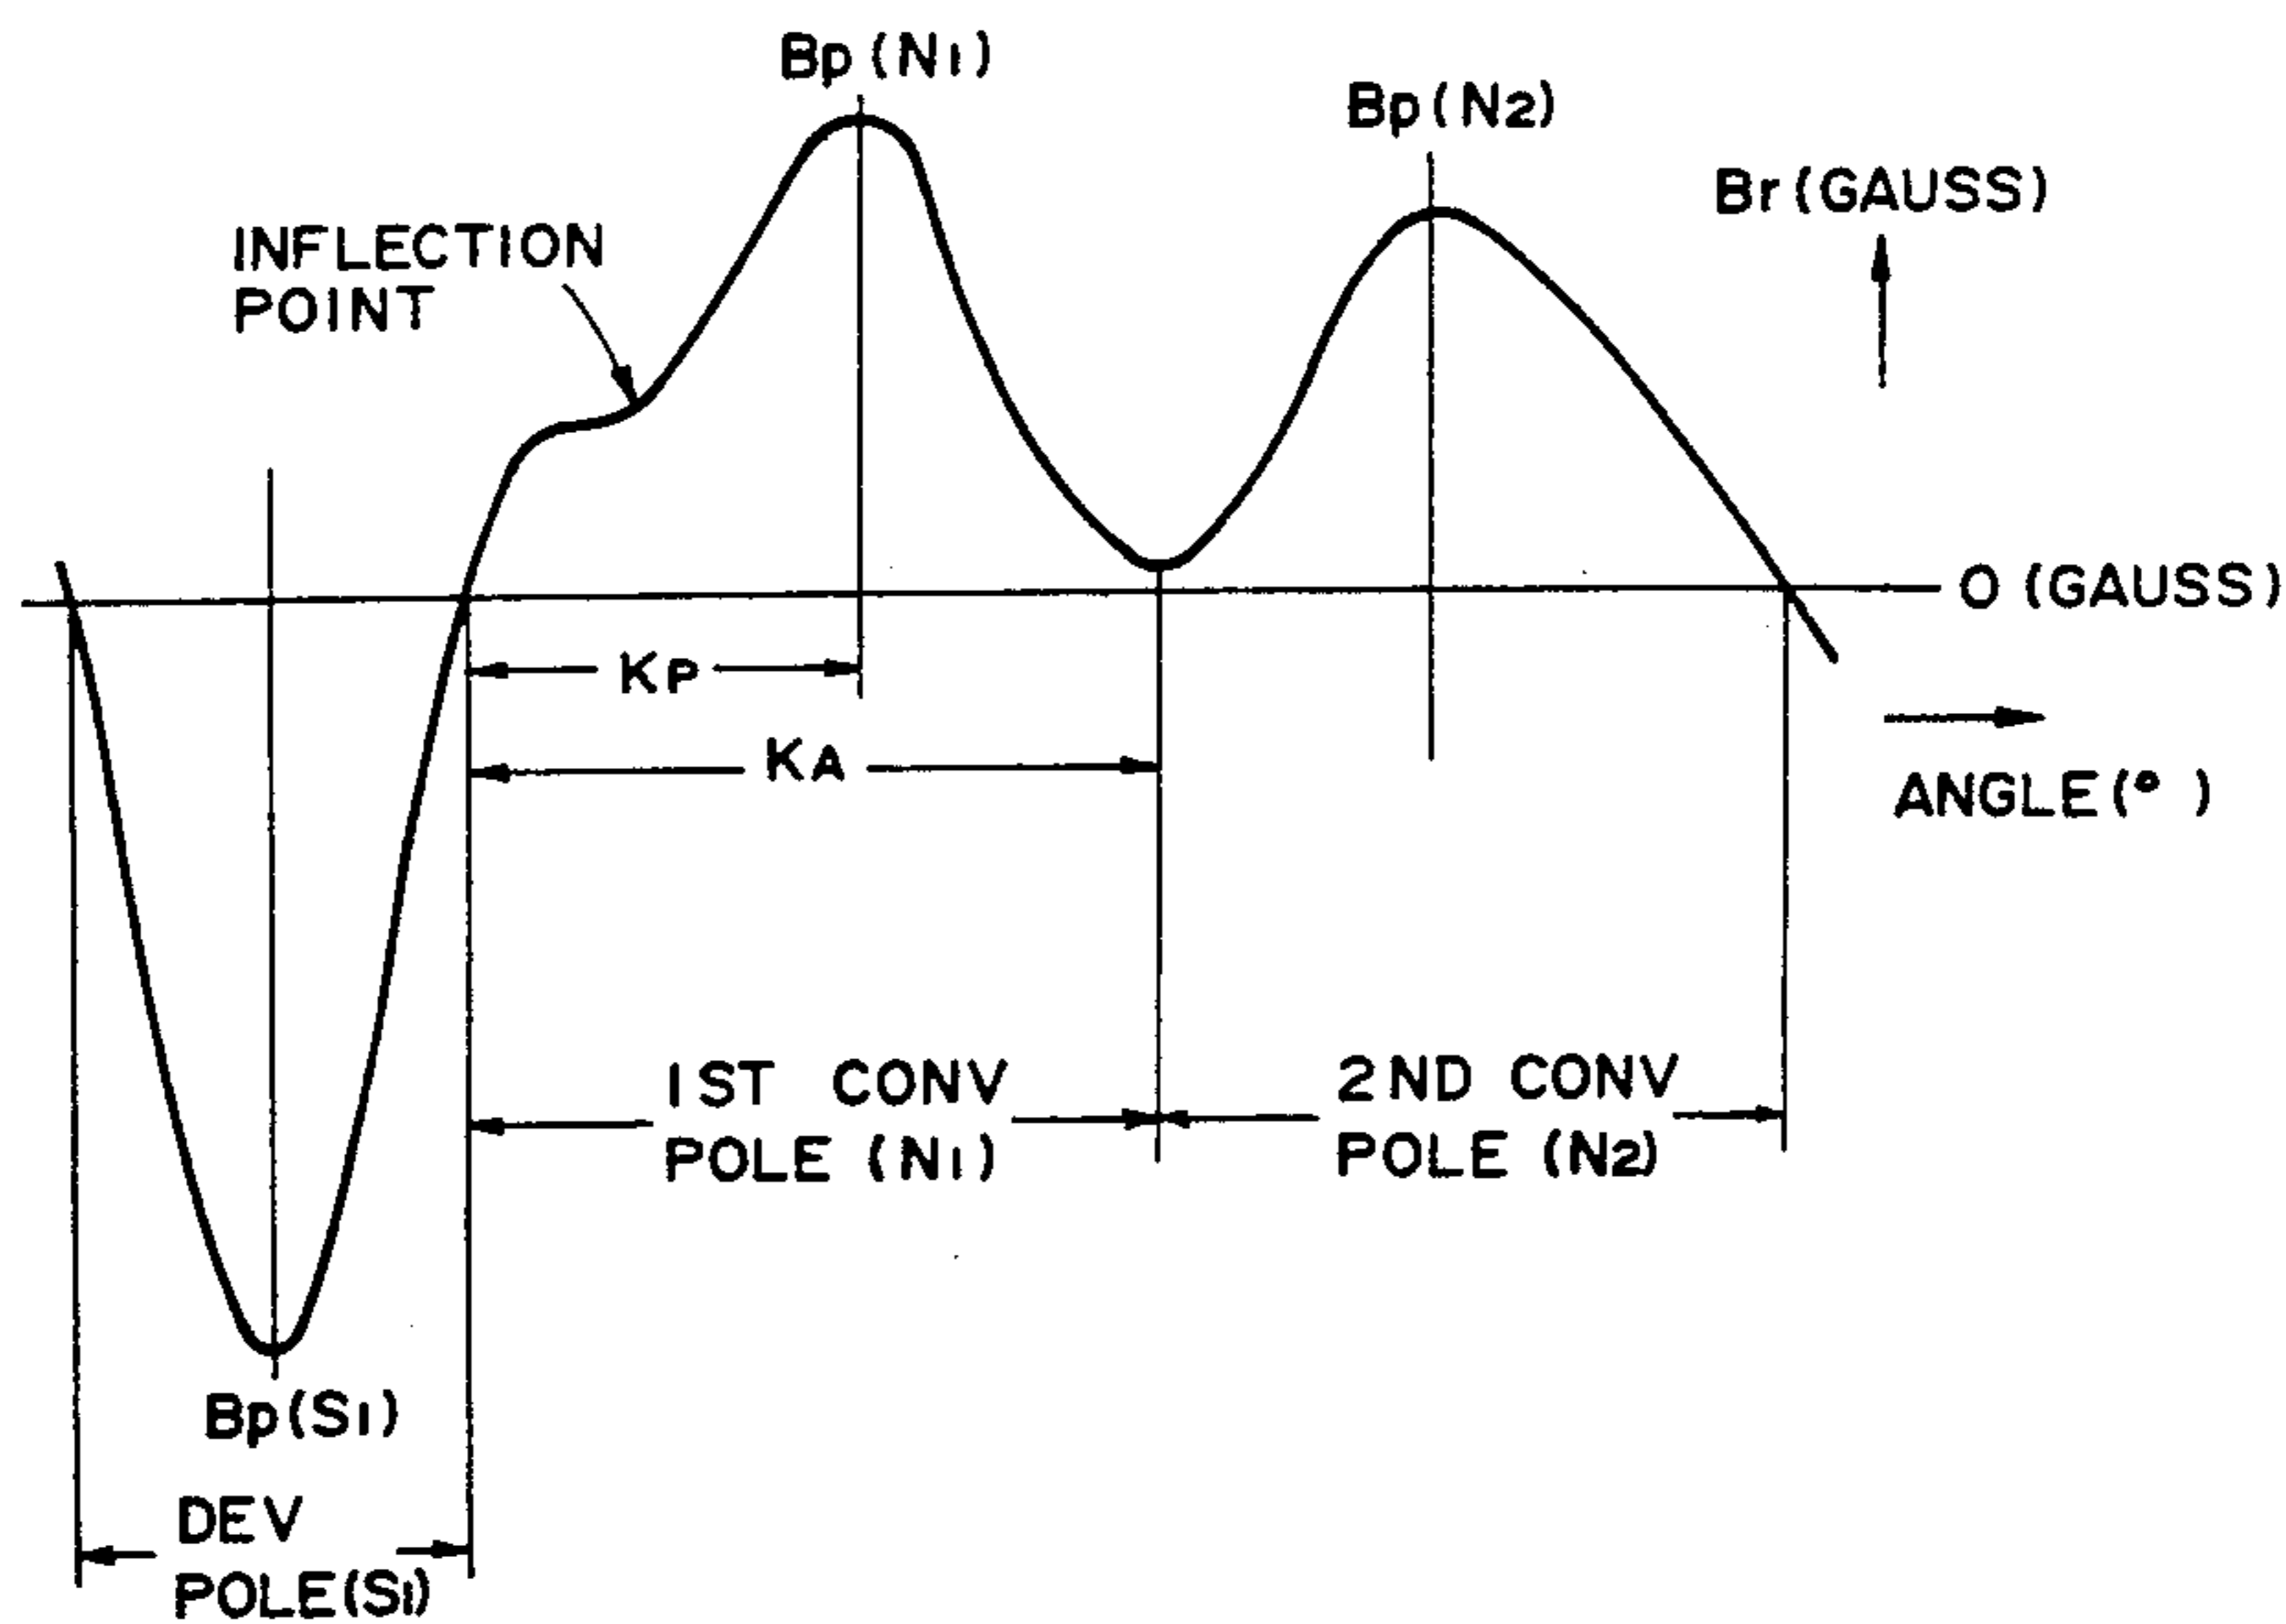 Bp (N1)
Bp (N2)
Br (GAUSS)
INFLECTION
POINT
0 (GAUSS)
KP
KA
ANGLE (° )
1ST CONV
POLE (N1)
2ND CONV
POLE (N2)
Bp (S1)
DEV
POLE (S1)